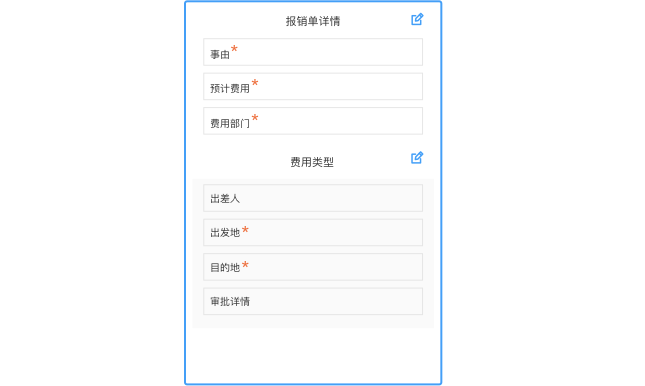 报销单详情
事由*
预计费用*
费用部门*
费用类型
出差人
出发地*
目的地*
审批详情